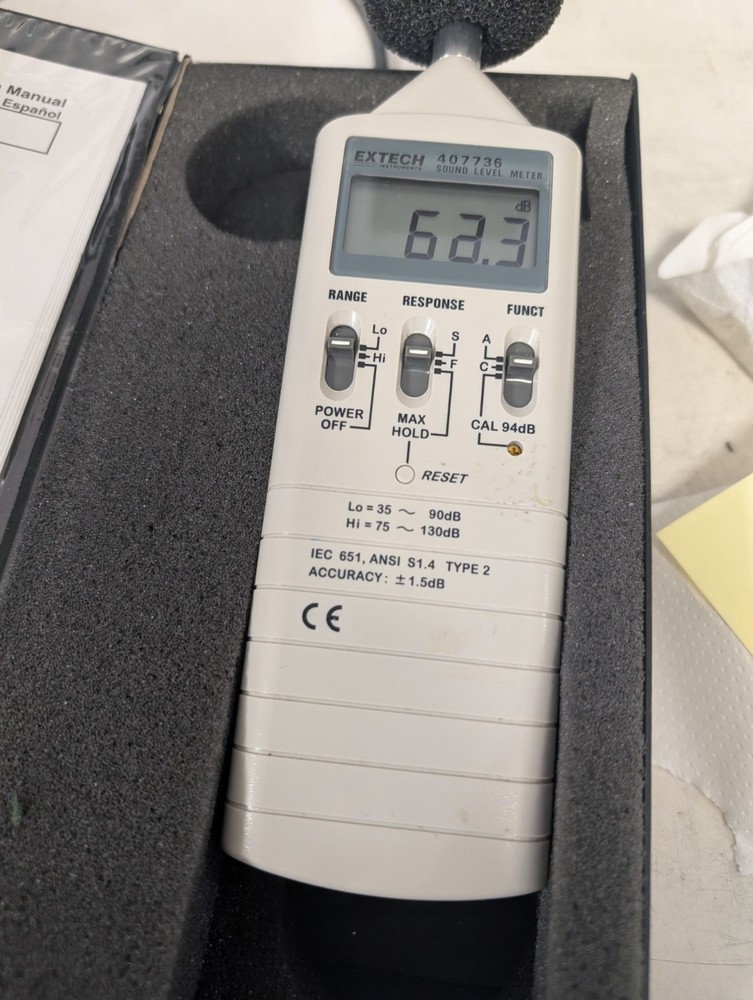 Manual
Español
EXTECH 407736
INSTRUMENTS SOUND LEVEL METER
dB
62.3
RANGE RESPONSE FUNCT
Lo S A
Hi F C
POWER OFF
MAX HOLD
CAL 94dB
RESET
Lo = 35 ~ 90dB
Hi = 75 ~ 130dB
IEC 651, ANSI S1.4 TYPE 2
ACCURACY: ±1.5dB
CE